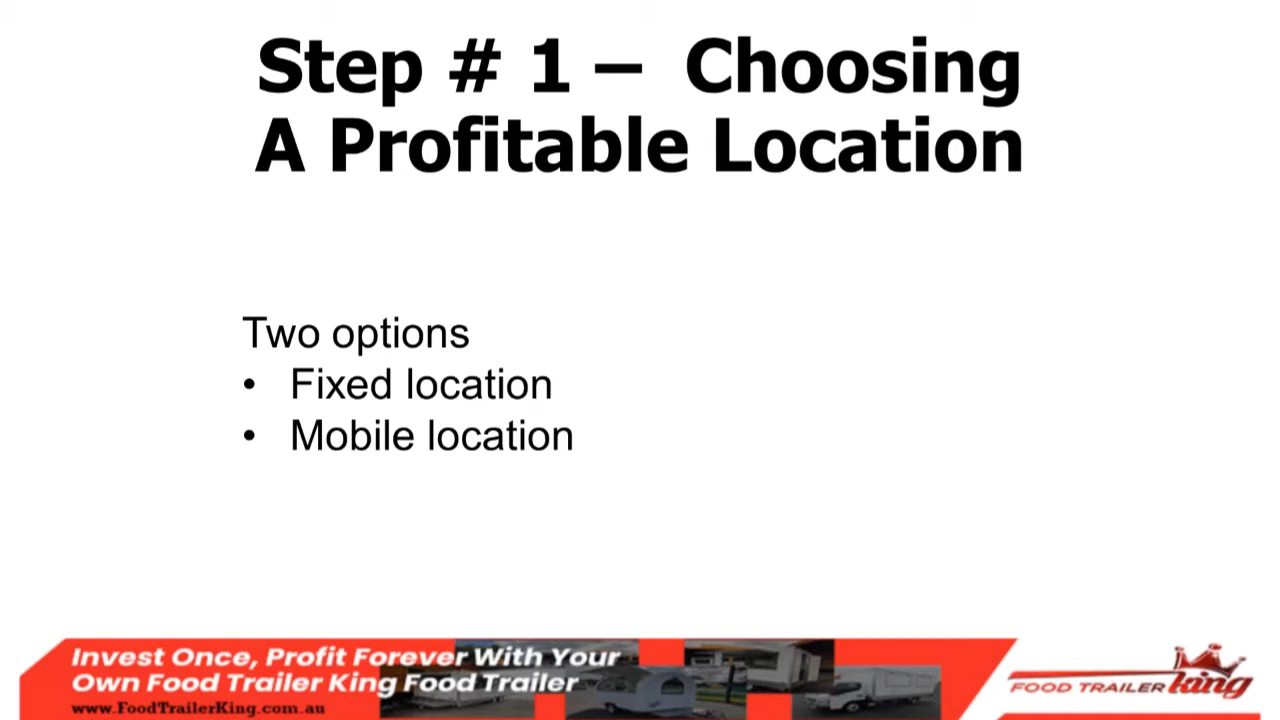 Step # 1 – Choosing
A Profitable Location
Two options
• Fixed location
• Mobile location
Invest Once, Profit Forever With Your
Own Food Trailer King Food Trailer
www.FoodTrailerKing.com.au
FOOD TRAILER king